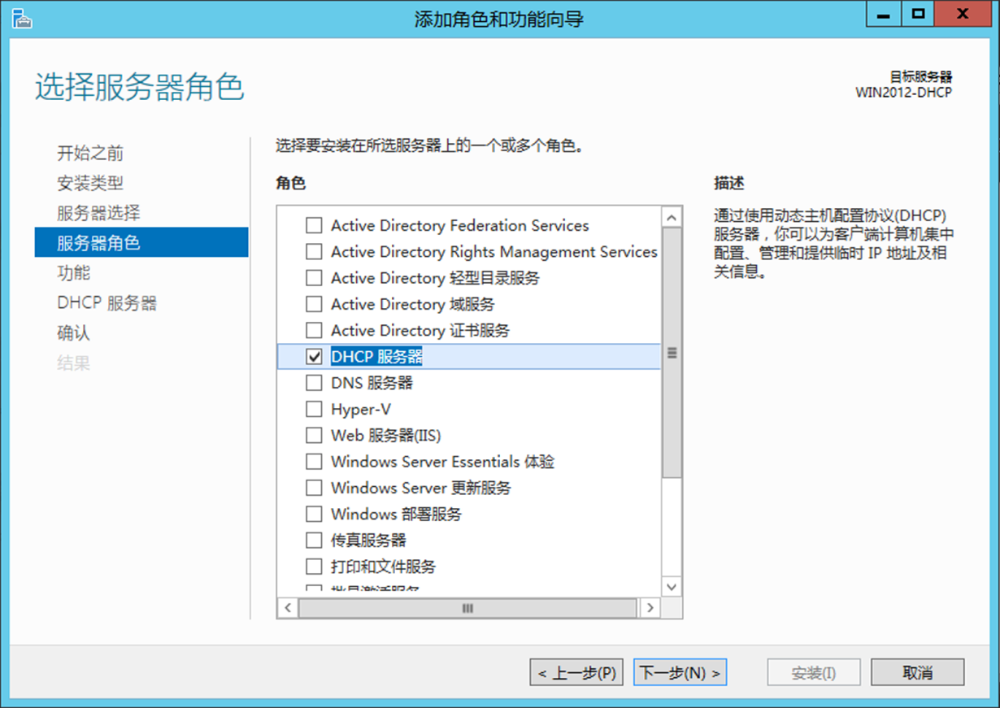 添加角色和功能向导
选择服务器角色
目标服务器
WIN2012-DHCP
开始之前
安装类型
服务器选择
服务器角色
功能
DHCP 服务器
确认
结果
选择要安装在所选服务器上的一个或多个角色。
角色
Active Directory Federation Services
Active Directory Rights Management Services
Active Directory 轻型目录服务
Active Directory 域服务
Active Directory 证书服务
DHCP 服务器
DNS 服务器
Hyper-V
Web 服务器(IIS)
Windows Server Essentials 体验
Windows Server 更新服务
Windows 部署服务
传真服务器
打印和文件服务
批量激活服务
描述
通过使用动态主机配置协议(DHCP)
服务器，你可以为客户端计算机集中
配置、管理和提供临时 IP 地址及相
关信息。
< 上一步(P)
下一步(N) >
安装(I)
取消